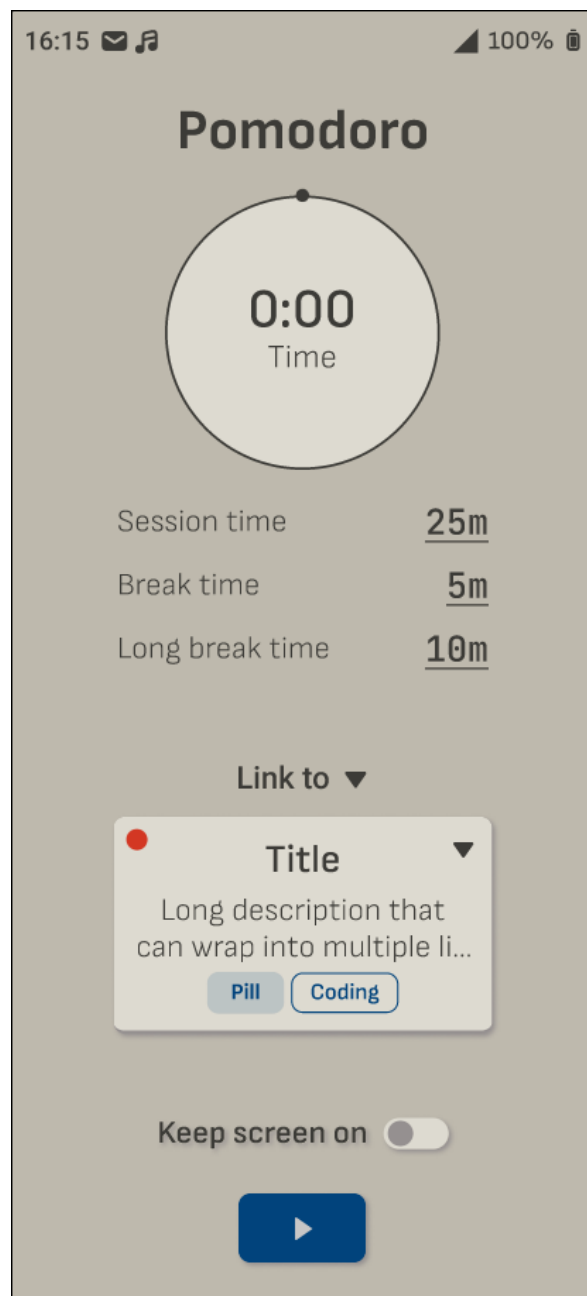 16:15
100%
Pomodoro
0:00
Time
Session time 25m
Break time 5m
Long break time 10m
Link to
Title
Long description that
can wrap into multiple li...
Pill Coding
Keep screen on